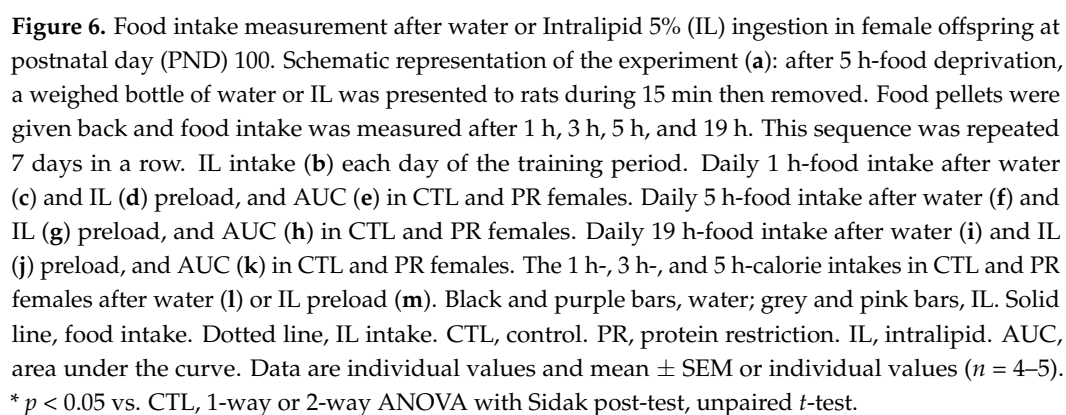 Figure 6. Food intake measurement after water or Intralipid 5% (IL) ingestion in female offspring at
postnatal day (PND) 100. Schematic representation of the experiment (a): after 5 h-food deprivation,
a weighed bottle of water or IL was presented to rats during 15 min then removed. Food pellets were
given back and food intake was measured after 1 h, 3 h, 5 h, and 19 h. This sequence was repeated
7 days in a row. IL intake (b) each day of the training period. Daily 1 h-food intake after water
(c) and IL (d) preload, and AUC (e) in CTL and PR females. Daily 5 h-food intake after water (f) and
IL (g) preload, and AUC (h) in CTL and PR females. Daily 19 h-food intake after water (i) and IL
(j) preload, and AUC (k) in CTL and PR females. The 1 h-, 3 h-, and 5 h-calorie intakes in CTL and PR
females after water (l) or IL preload (m). Black and purple bars, water; grey and pink bars, IL. Solid
line, food intake. Dotted line, IL intake. CTL, control. PR, protein restriction. IL, intralipid. AUC,
area under the curve. Data are individual values and mean ± SEM or individual values (n = 4–5).
* p < 0.05 vs. CTL, 1-way or 2-way ANOVA with Sidak post-test, unpaired t-test.